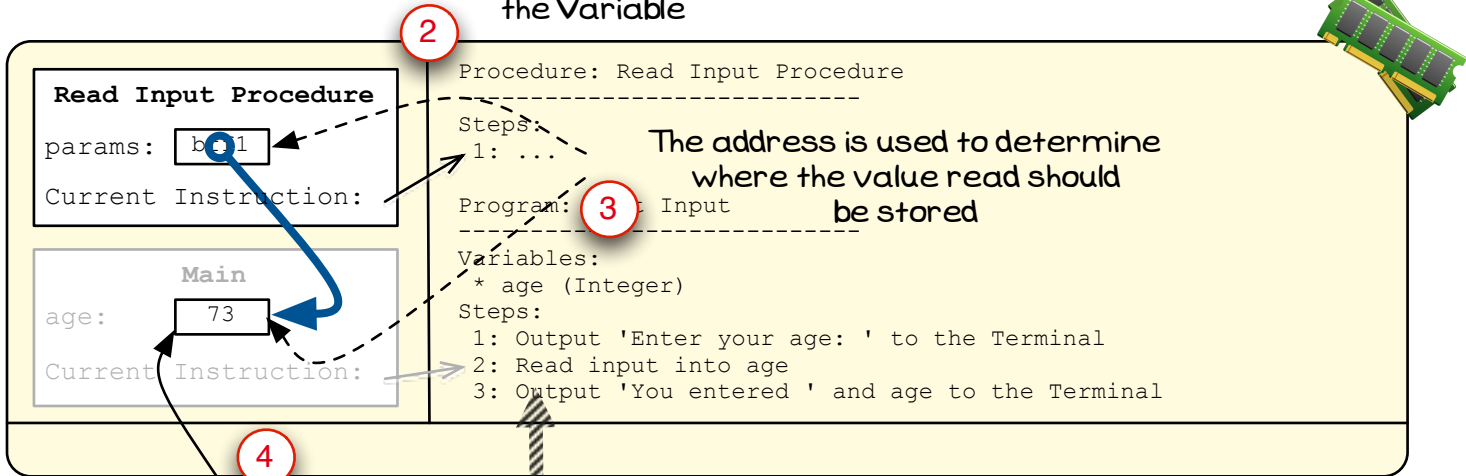 the Variable
2
Read Input Procedure
params:
Current Instruction:
Main
age: 73
Current Instruction:
4
Procedure: Read Input Procedure
----------------------------
Steps:
1: ...
The address is used to determine
where the value read should
be stored
3
Program: Input
----------------------------
Variables:
* age (Integer)
Steps:
1: Output 'Enter your age: ' to the Terminal
2: Read input into age
3: Output 'You entered ' and age to the Terminal